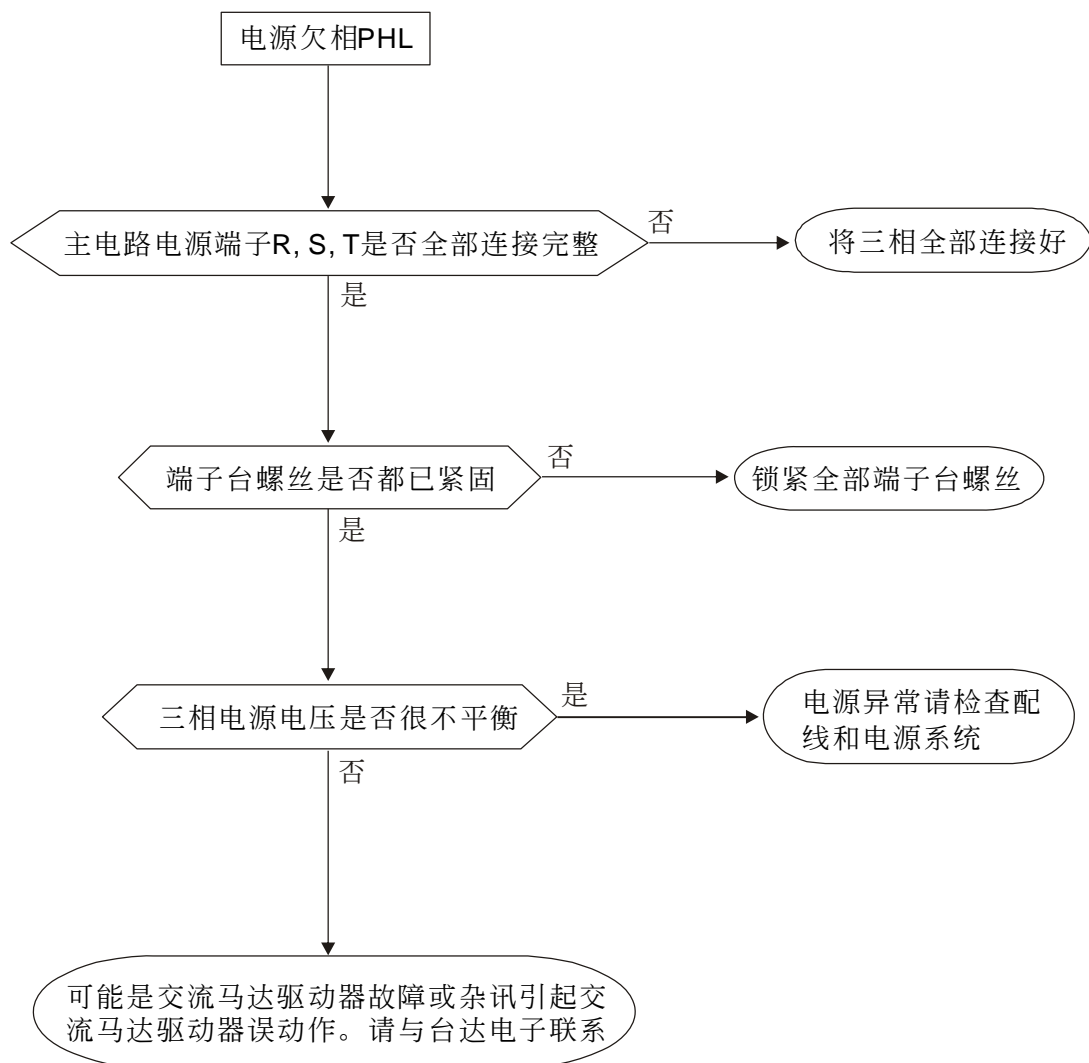 电源欠相PHL
主电路电源端子R, S, T是否全部连接完整
否
将三相全部连接好
是
端子台螺丝是否都已紧固
否
锁紧全部端子台螺丝
是
三相电源电压是否很不平衡
是
电源异常请检查配
线和电源系统
否
可能是交流马达驱动器故障或杂讯引起交
流马达驱动器误动作。请与台达电子联系